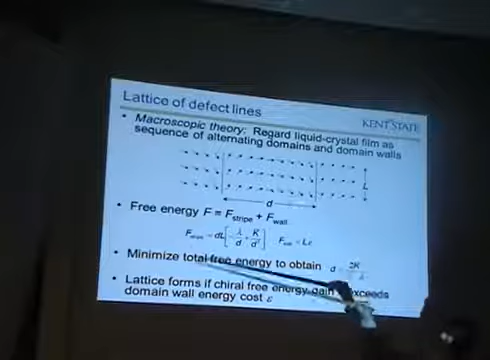 Lattice of defect lines
KENT STATE
• Macroscopic theory: Regard liquid-crystal film as
sequence of alternating domains and domain walls
L
d
• Free energy F = Fstripe + Fwall
• Minimize total free energy to obtain d
• Lattice forms if chiral free energy gain exceeds
domain wall energy cost ε